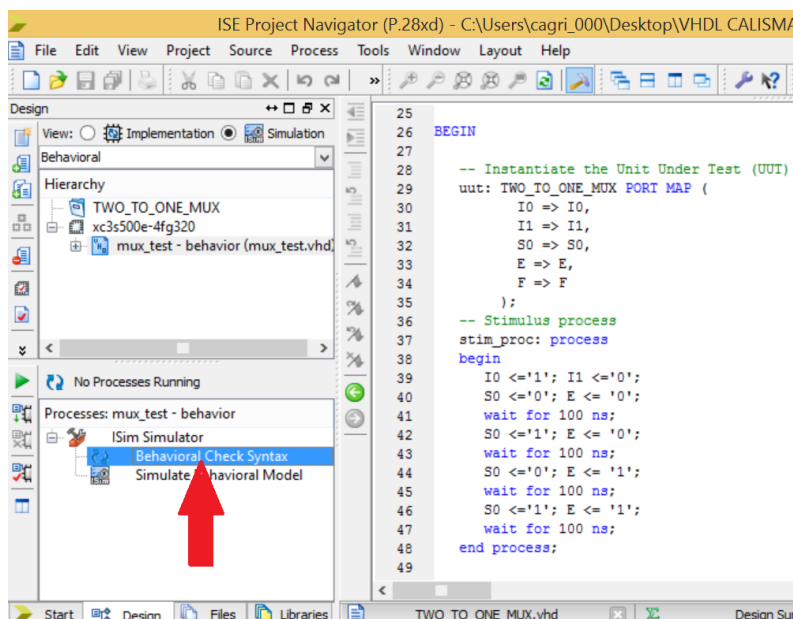 ISE Project Navigator (P.28xd) - C:\Users\cagri_000\Desktop\VHDL CALISMA
File Edit View Project Source Process Tools Window Layout Help
Design
View: Implementation Simulation
Behavioral
Hierarchy
TWO_TO_ONE_MUX
xc3s500e-4fg320
mux_test - behavior (mux_test.vhd)
No Processes Running
Processes: mux_test - behavior
ISim Simulator
Behavioral Check Syntax
Simulate Behavioral Model
Start Design Files Libraries
25
26 BEGIN
27
28 -- Instantiate the Unit Under Test (UUT)
29 uut: TWO_TO_ONE_MUX PORT MAP (
30 I0 => I0,
31 I1 => I1,
32 S0 => S0,
33 E => E,
34 F => F
35 );
36 -- Stimulus process
37 stim_proc: process
38 begin
39 I0 <='1'; I1 <='0';
40 S0 <='0'; E <= '0';
41 wait for 100 ns;
42 S0 <='1'; E <= '0';
43 wait for 100 ns;
44 S0 <='0'; E <= '1';
45 wait for 100 ns;
46 S0 <='1'; E <= '1';
47 wait for 100 ns;
48 end process;
49
TWO_TO_ONE_MUX.vhd Design Su